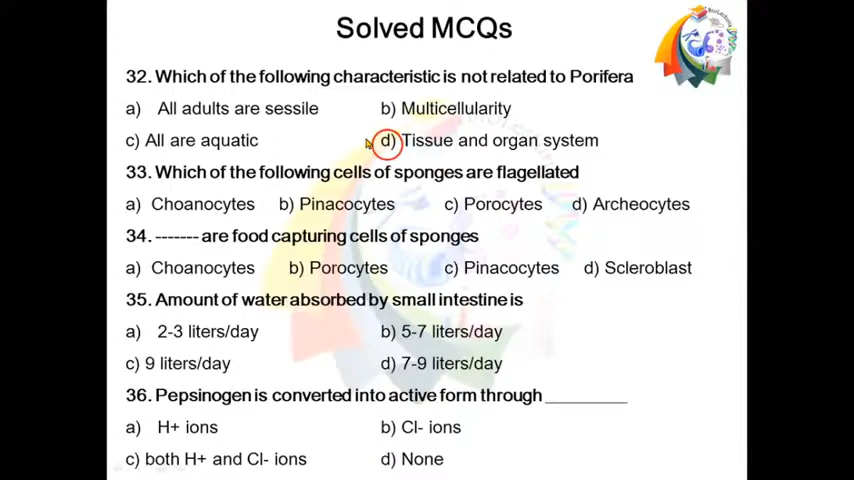 Solved MCQs
BioLectures
32. Which of the following characteristic is not related to Porifera
a) All adults are sessile b) Multicellularity
c) All are aquatic d) Tissue and organ system
33. Which of the following cells of sponges are flagellated
a) Choanocytes b) Pinacocytes c) Porocytes d) Archeocytes
34. ------- are food capturing cells of sponges
a) Choanocytes b) Porocytes c) Pinacocytes d) Scleroblast
35. Amount of water absorbed by small intestine is
a) 2-3 liters/day b) 5-7 liters/day
c) 9 liters/day d) 7-9 liters/day
36. Pepsinogen is converted into active form through _________
a) H+ ions b) Cl- ions
c) both H+ and Cl- ions d) None